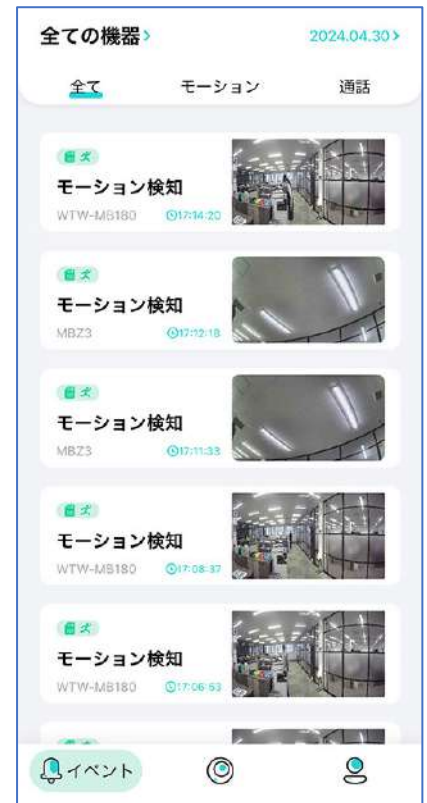 全ての機器 >
2024.04.30 >
全て モーション 通話
モーション検知
WTW-MB180 17:14:20
モーション検知
MBZ3 17:12:18
モーション検知
MBZ3 17:11:33
モーション検知
WTW-MB180 17:08:37
モーション検知
WTW-MB180 17:06:53
イベント